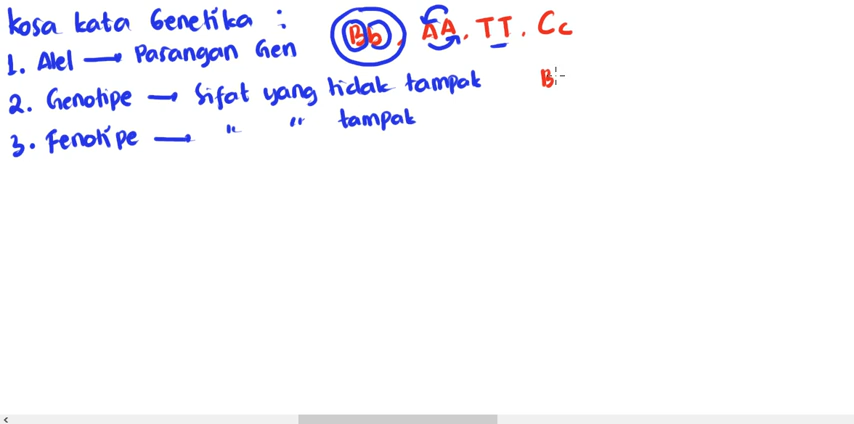 Kosa kata Genetika :
Bb, AA, TT, Cc
1. Alel → Pasangan Gen
2. Genotipe → Sifat yang tidak tampak
B
3. Fenotipe → " " tampak